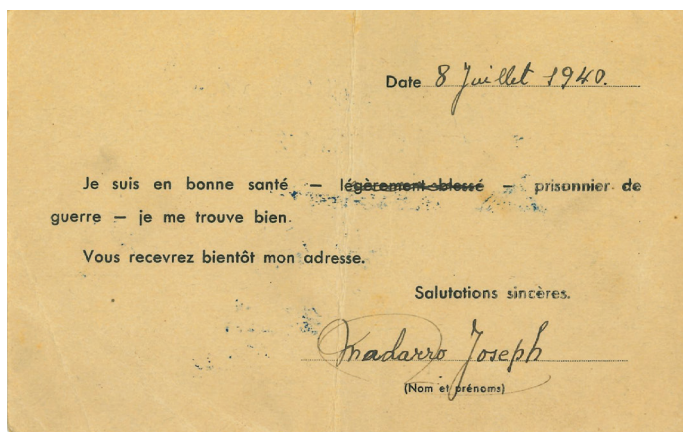 Date 8 Juillet 1940.
Je suis en bonne santé — légèrement blessé — prisonnier de
guerre — je me trouve bien.
Vous recevrez bientôt mon adresse.
Salutations sincères.
Madarro Joseph
(Nom et prénoms)